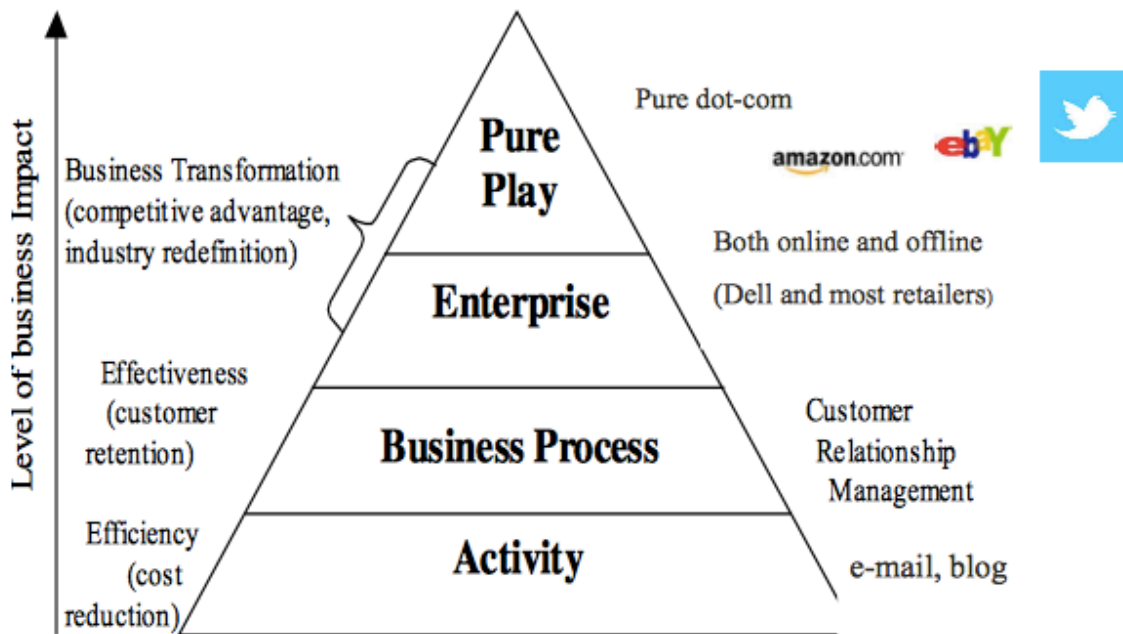 Level of business Impact
Business Transformation
(competitive advantage,
industry redefinition)
Effectiveness
(customer
retention)
Efficiency
(cost
reduction)
Pure
Play
Enterprise
Business Process
Activity
Pure dot-com
amazon.com
ebaY
Both online and offline
(Dell and most retailers)
Customer
Relationship
Management
e-mail, blog